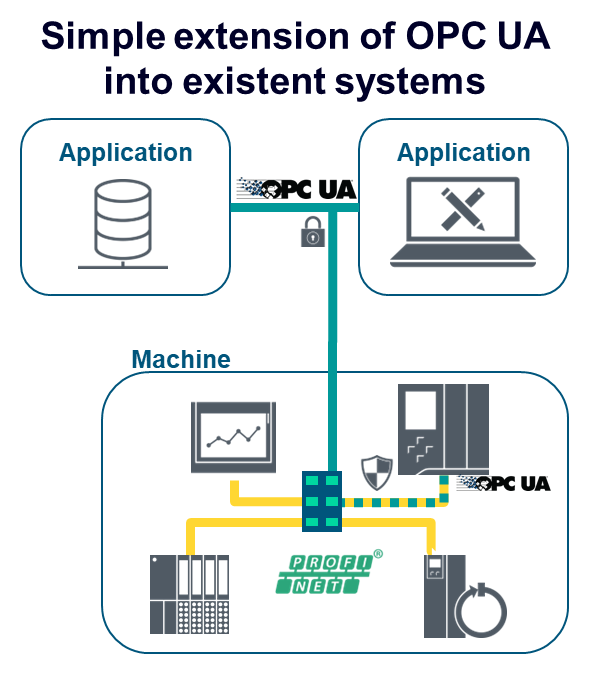 Simple extension of OPC UA
into existent systems
Application
Application
OPC UA
Machine
OPC UA
PROFI
NET
®